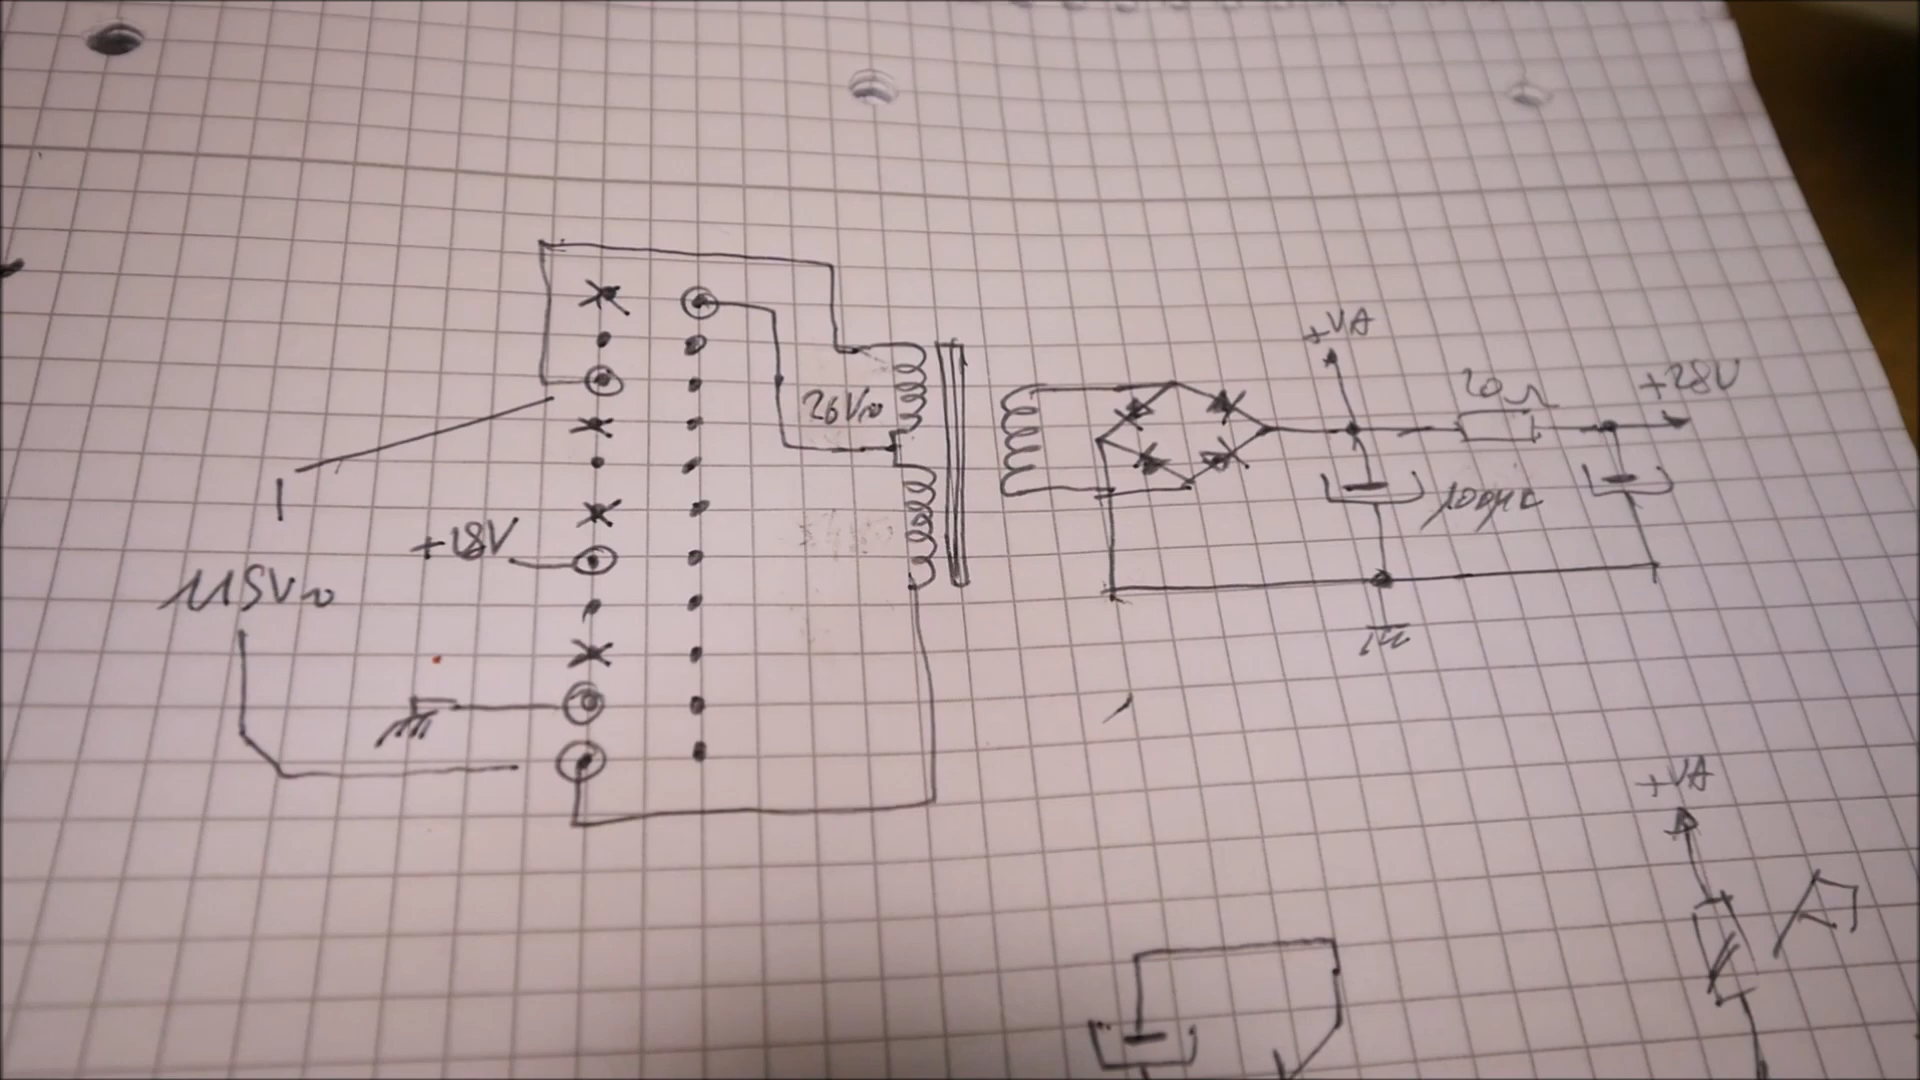 +VA
20Ω
+28V
26V~
100µF
+18V
115V~
+VA